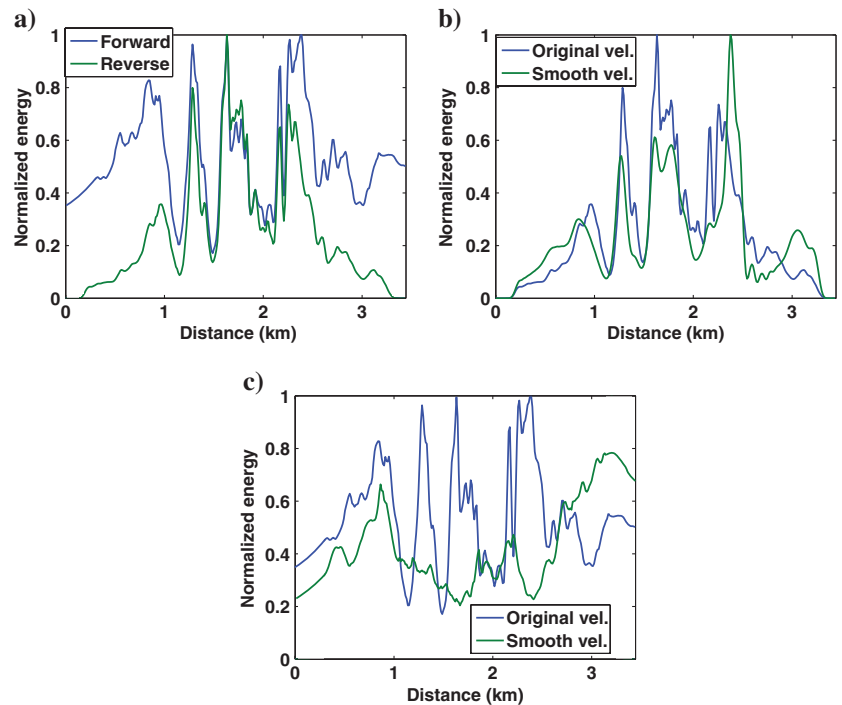 a)
Forward
Reverse
Normalized energy
1
0.8
0.6
0.4
0.2
0
0 1 2 3
Distance (km)
b)
Original vel.
Smooth vel.
Normalized energy
1
0.8
0.6
0.4
0.2
0
0 1 2 3
Distance (km)
c)
Normalized energy
1
0.8
0.6
0.4
0.2
0
Original vel.
Smooth vel.
0 1 2 3
Distance (km)